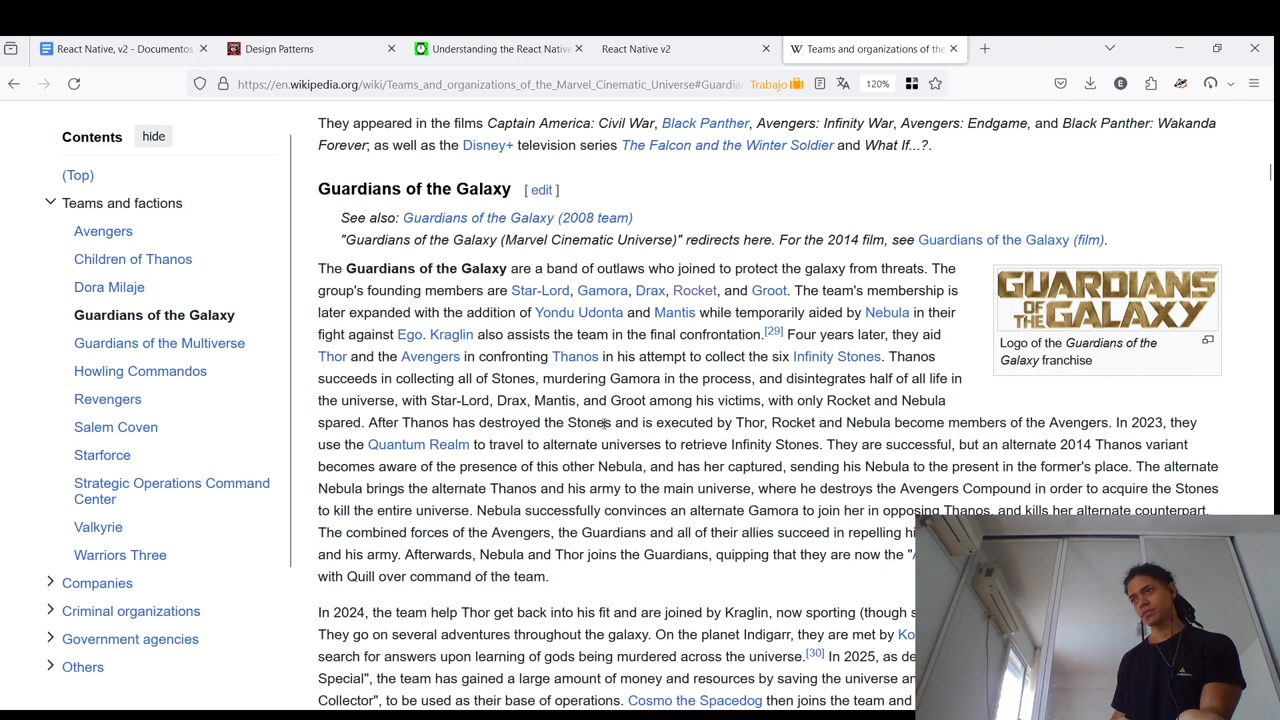 React Native, v2 - Documentos
Design Patterns
Understanding the React Native
React Native v2
Teams and organizations of the
https://en.wikipedia.org/wiki/Teams_and_organizations_of_the_Marvel_Cinematic_Universe#Guardia
Trabajo
120%
Contents
hide
(Top)
Teams and factions
Avengers
Children of Thanos
Dora Milaje
Guardians of the Galaxy
Guardians of the Multiverse
Howling Commandos
Revengers
Salem Coven
Starforce
Strategic Operations Command
Center
Valkyrie
Warriors Three
Companies
Criminal organizations
Government agencies
Others
They appeared in the films Captain America: Civil War, Black Panther, Avengers: Infinity War, Avengers: Endgame, and Black Panther: Wakanda
Forever; as well as the Disney+ television series The Falcon and the Winter Soldier and What If...?.
Guardians of the Galaxy [ edit ]
See also: Guardians of the Galaxy (2008 team)
"Guardians of the Galaxy (Marvel Cinematic Universe)" redirects here. For the 2014 film, see Guardians of the Galaxy (film).
The Guardians of the Galaxy are a band of outlaws who joined to protect the galaxy from threats. The
group's founding members are Star-Lord, Gamora, Drax, Rocket, and Groot. The team's membership is
later expanded with the addition of Yondu Udonta and Mantis while temporarily aided by Nebula in their
fight against Ego. Kraglin also assists the team in the final confrontation.[29] Four years later, they aid
Thor and the Avengers in confronting Thanos in his attempt to collect the six Infinity Stones. Thanos
succeeds in collecting all of Stones, murdering Gamora in the process, and disintegrates half of all life in
the universe, with Star-Lord, Drax, Mantis, and Groot among his victims, with only Rocket and Nebula
spared. After Thanos has destroyed the Stones and is executed by Thor, Rocket and Nebula become members of the Avengers. In 2023, they
use the Quantum Realm to travel to alternate universes to retrieve Infinity Stones. They are successful, but an alternate 2014 Thanos variant
becomes aware of the presence of this other Nebula, and has her captured, sending his Nebula to the present in the former's place. The alternate
Nebula brings the alternate Thanos and his army to the main universe, where he destroys the Avengers Compound in order to acquire the Stones
to kill the entire universe. Nebula successfully convinces an alternate Gamora to join her in opposing Thanos, and kills her alternate counterpart.
The combined forces of the Avengers, the Guardians and all of their allies succeed in repelling
and his army. Afterwards, Nebula and Thor joins the Guardians, quipping that they are now the "
with Quill over command of the team.
In 2024, the team help Thor get back into his fit and are joined by Kraglin, now sporting (though
They go on several adventures throughout the galaxy. On the planet Indigarr, they are met by Ko
search for answers upon learning of gods being murdered across the universe.[30] In 2025, as
Special", the team has gained a large amount of money and resources by saving the universe
Collector", to be used as their base of operations. Cosmo the Spacedog then joins the team and
GUARDIANS
OF THE GALAXY
Logo of the Guardians of the
Galaxy franchise